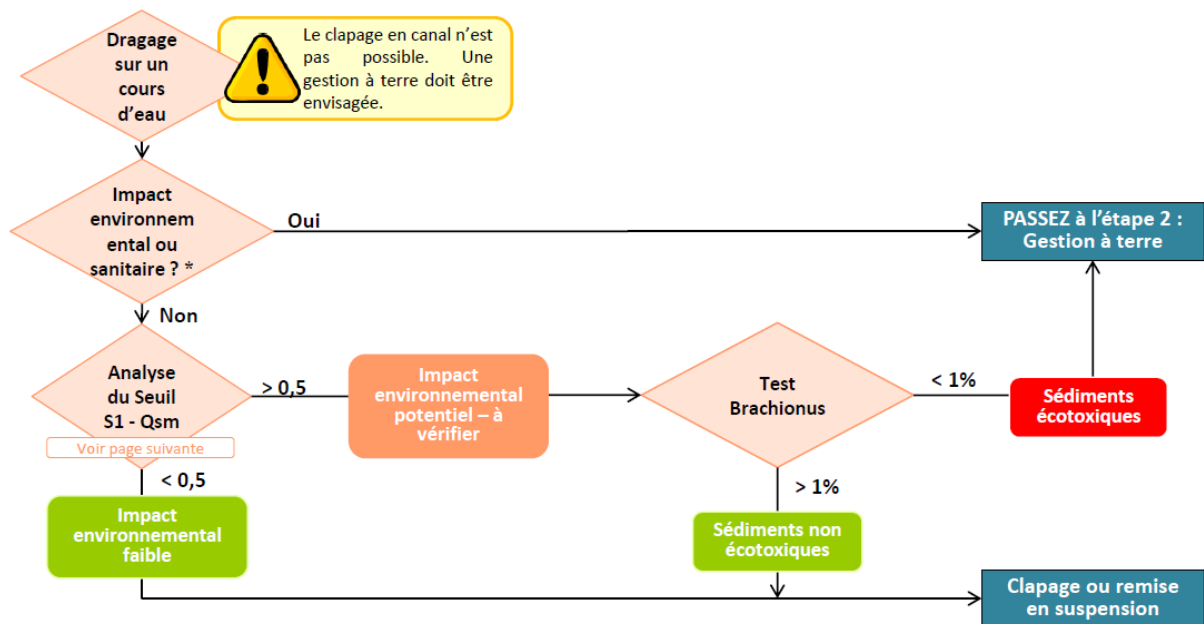 Dragage
sur un
cours
d’eau
Le clapage en canal n’est
pas possible. Une
gestion à terre doit être
envisagée.
Impact
environnem
ental ou
sanitaire ? *
Oui
PASSEZ à l’étape 2 :
Gestion à terre
Non
Analyse
du Seuil
S1 - Qsm
Voir page suivante
> 0,5
Impact
environnemental
potentiel – à
vérifier
Test
Brachionus
< 1%
Sédiments
écotoxiques
< 0,5
Impact
environnemental
faible
> 1%
Sédiments non
écotoxiques
Clapage ou remise
en suspension